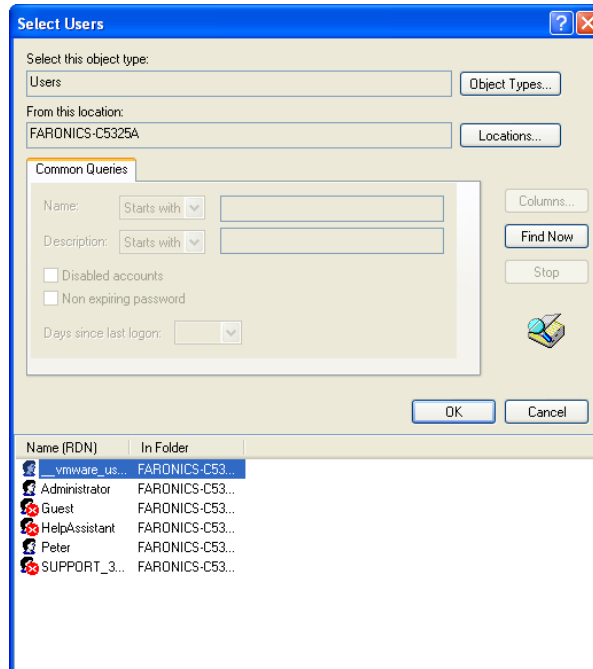 Select Users
Select this object type:
Users
Object Types...
From this location:
FARONICS-C5325A
Locations...
Common Queries
Name:
Starts with
Columns...
Description:
Starts with
Find Now
Disabled accounts
Stop
Non expiring password
Days since last logon:
OK
Cancel
Name (RDN) In Folder
__vmware_us... FARONICS-C53...
Administrator FARONICS-C53...
Guest FARONICS-C53...
HelpAssistant FARONICS-C53...
Peter FARONICS-C53...
SUPPORT_3... FARONICS-C53...